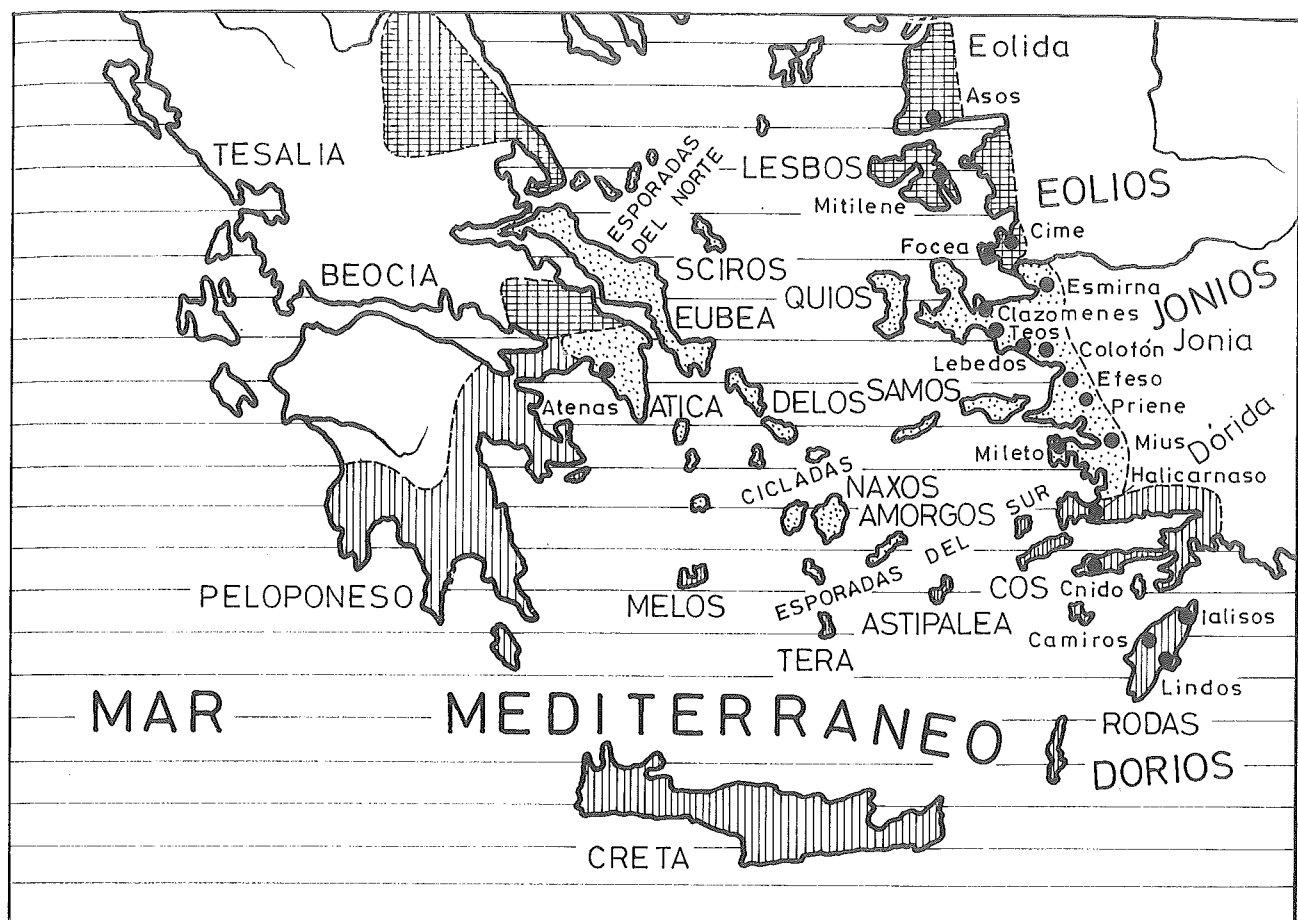 Eolida
Asos
TESALIA
ESPORADAS
DEL NORTE
LESBOS
EOLIOS
Mitilene
Cime
Focea
BEOCIA
SCIROS
QUIOS
Esmirna
JONIOS
EUBEA
Clazomenes
Teos
Jonia
Lebedos
Colofón
Efeso
Atenas
ATICA
DELOS
SAMOS
Priene
Dórida
Mileto
Mius
CICLADAS
NAXOS
Halicarnaso
AMORGOS
ESPORADAS DEL SUR
PELOPONESO
MELOS
COS
Cnido
ASTIPALEA
Ialisos
Camiros
TERA
Lindos
MAR MEDITERRANEO
RODAS
DORIOS
CRETA